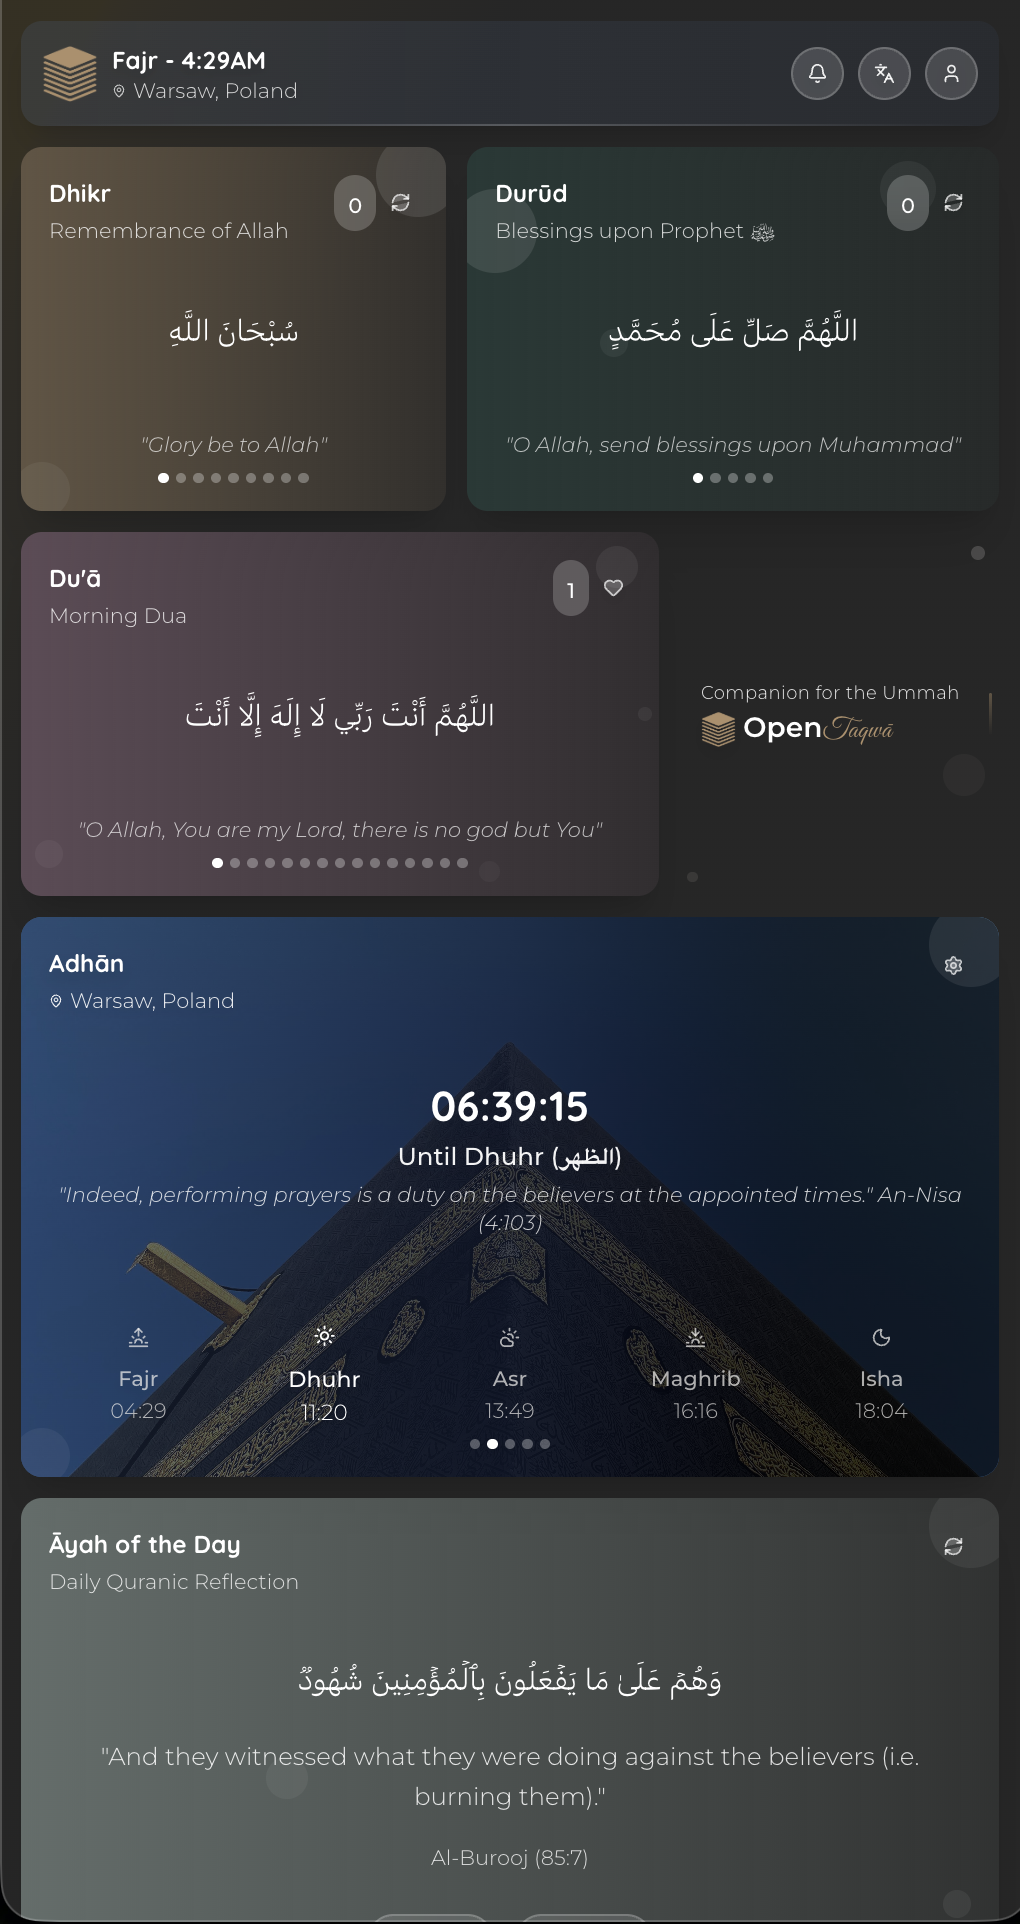 Fajr - 4:29AM
Warsaw, Poland
Dhikr
0
Remembrance of Allah
سُبْحَانَ اللَّهِ
"Glory be to Allah"
Durūd
0
Blessings upon Prophet ﷺ
اللَّهُمَّ صَلِّ عَلَى مُحَمَّدٍ
"O Allah, send blessings upon Muhammad"
Du'ā
1
Morning Dua
اللَّهُمَّ أَنْتَ رَبِّي لَا إِلَهَ إِلَّا أَنْتَ
"O Allah, You are my Lord, there is no god but You"
Companion for the Ummah
OpenTaqwā
Adhān
Warsaw, Poland
06:39:15
Until Dhuhr (الظهر)
"Indeed, performing prayers is a duty on the believers at the appointed times." An-Nisa
(4:103)
Fajr Dhuhr Asr Maghrib Isha
04:29 11:20 13:49 16:16 18:04
Āyah of the Day
Daily Quranic Reflection
وَهُمْ عَلَىٰ مَا يَفْعَلُونَ بِٱلْمُؤْمِنِينَ شُهُودٌ
"And they witnessed what they were doing against the believers (i.e.
burning them)."
Al-Burooj (85:7)